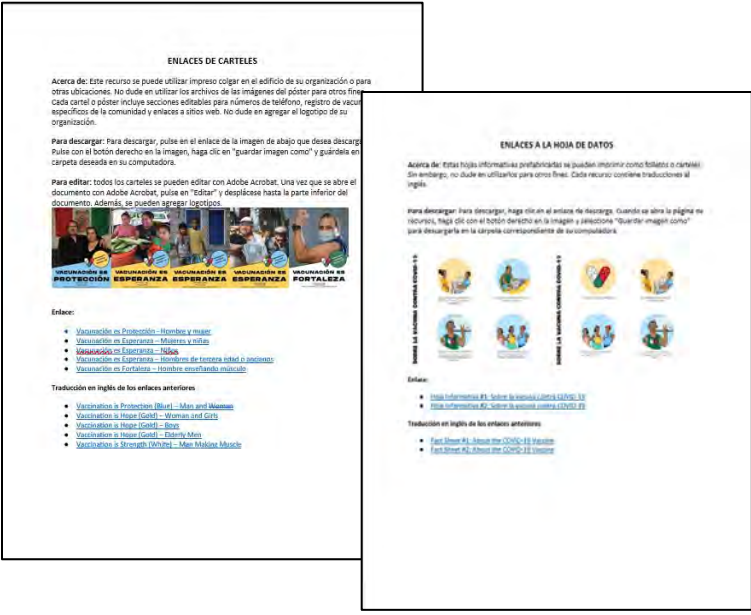 ENLACES DE CARTELES
Acerca de: Este recurso se puede utilizar impreso colgar en el edificio de su organización o para
otras ubicaciones. No dude en utilizar los archivos de las imágenes del póster para otros fine
Cada cartel o póster incluye secciones editables para números de teléfono, registro de vacun
específicos de la comunidad y enlaces a sitios web. No dude en agregar el logotipo de su
organización.
Para descargar: Para descargar, pulse en el enlace de la imagen de abajo que desea descarg
Pulse con el botón derecho en la imagen, haga clic en "guardar imagen como" y guárdela en
carpeta deseada en su computadora.
Para editar: todos los carteles se pueden editar con Adobe Acrobat. Una vez que se abre el
documento con Adobe Acrobat, pulse en "Editar" y desplácese hasta la parte inferior del
documento. Además, se pueden agregar logotipos.
VACUNACIÓN ES PROTECCIÓN
VACUNACIÓN ES ESPERANZA
VACUNACIÓN ES ESPERANZA
VACUNACIÓN ES ESPERANZA
VACUNACIÓN ES FORTALEZA
Enlace:
Vacunación es Protección – Hombre y mujer
Vacunación es Esperanza – Mujeres y niñas
Vacunación es Esperanza – Niños
Vacunación es Esperanza – Hombres de tercera edad o ancianos
Vacunación es Fortaleza – Hombre enseñando músculo
Traducción en inglés de los enlaces anteriores
Vaccination is Protection (Blue) – Man and Woman
Vaccination is Hope (Gold) – Woman and Girls
Vaccination is Hope (Gold) – Boys
Vaccination is Hope (Gold) – Elderly Men
Vaccination is Strength (White) – Man Making Muscle
ENLACES A LA HOJA DE DATOS
Acerca de: Estas hojas informativas prefabricadas se pueden imprimir como folletos o carteles.
Sin embargo, no dude en utilizarlos para otros fines. Cada recurso contiene traducciones al
inglés.
Para descargar: Para descargar, haga clic en el enlace de descarga. Cuando se abra la página de
recursos, haga clic con el botón derecho en la imagen y seleccione "Guardar imagen como"
para descargarla en la carpeta correspondiente de su computadora.
SOBRE LA VACUNA CONTRA COVID-19
SOBRE LA VACUNA CONTRA COVID-19
Enlace:
Hoja Informativa #1: Sobre la vacuna contra COVID-19
Hoja Informativa #2: Sobre la vacuna contra COVID-19
Traducción en inglés de los enlaces anteriores
Fact Sheet #1: About the COVID-19 Vaccine
Fact Sheet #2: About the COVID-19 Vaccine